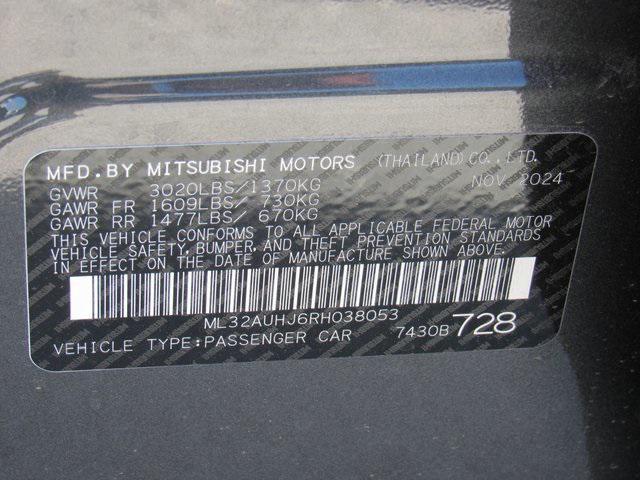 MFD.BY MITSUBISHI MOTORS (THAILAND) CO., LTD.
GVWR 3020LBS/1370KG NOV 2024
GAWR FR 1609LBS/ 730KG
GAWR RR 1477LBS/ 670KG
THIS VEHICLE CONFORMS TO ALL APPLICABLE FEDERAL MOTOR
VEHICLE SAFETY, BUMPER, AND THEFT PREVENTION STANDARDS
IN EFFECT ON THE DATE OF MANUFACTURE SHOWN ABOVE.
ML32AUHJ6RH038053
VEHICLE TYPE:PASSENGER CAR 7430B 728